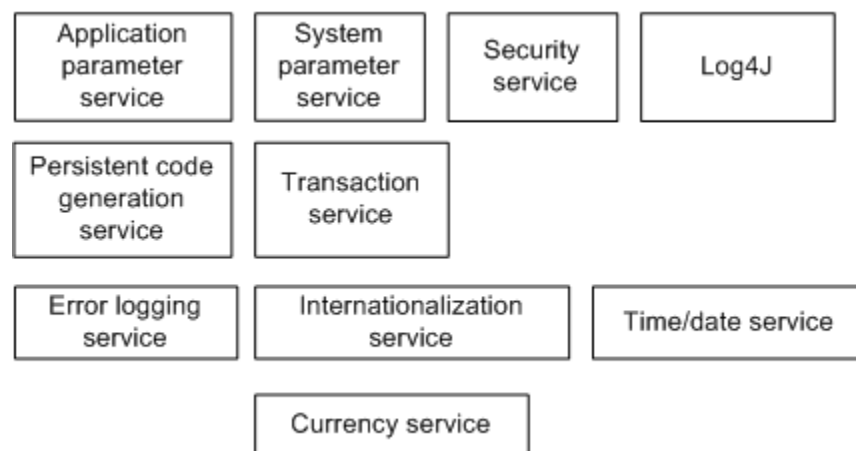 Application
parameter
service
System
parameter
service
Security
service
Log4J
Persistent code
generation
service
Transaction
service
Error logging
service
Internationalization
service
Time/date service
Currency service